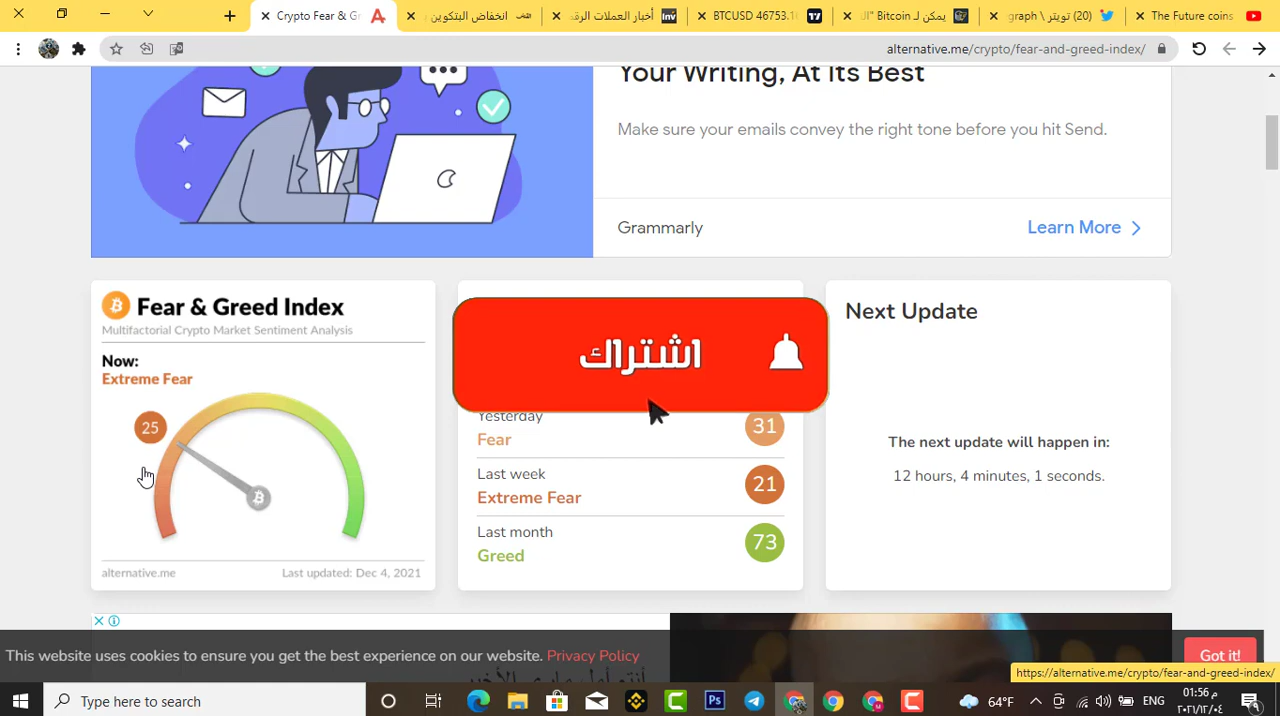 Crypto Fear & Gr
انخفاض البتكوين
أخبار العملات الرقم
BTCUSD 46753.1
يمكن لـ Bitcoin "الـ
(20) تويتر \ graph
The Future coins
alternative.me/crypto/fear-and-greed-index/
Your Writing, At Its Best
Make sure your emails convey the right tone before you hit Send.
Grammarly
Learn More
Fear & Greed Index
Multifactorial Crypto Market Sentiment Analysis
Now:
Extreme Fear
25
alternative.me
Last updated: Dec 4, 2021
اشتراك
Yesterday
Fear
31
Last week
Extreme Fear
21
Last month
Greed
73
Next Update
The next update will happen in:
12 hours, 4 minutes, 1 seconds.
This website uses cookies to ensure you get the best experience on our website. Privacy Policy
Got it!
https://alternative.me/crypto/fear-and-greed-index/
Type here to search
64°F
ENG
01:56 م
٢٠٢١/١٢/٠٤